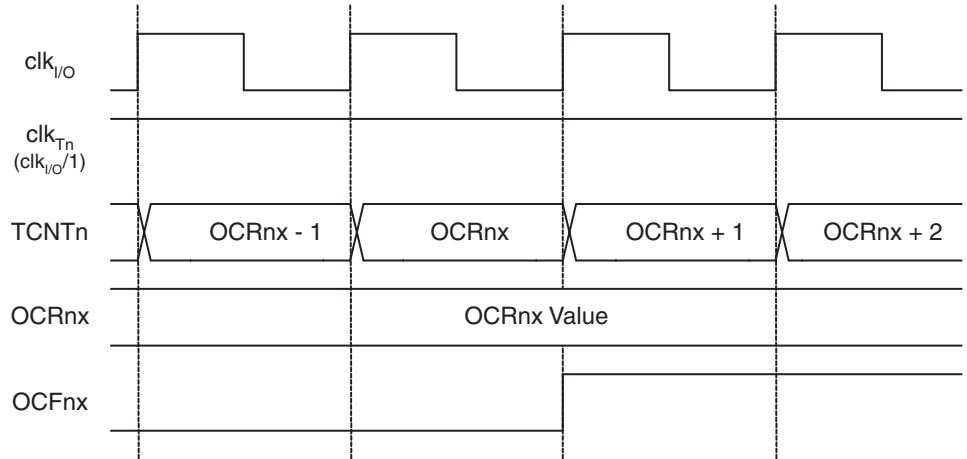 clkI/O
clkTn
(clkI/O/1)
TCNTn OCRnx - 1 OCRnx OCRnx + 1 OCRnx + 2
OCRnx OCRnx Value
OCFnx